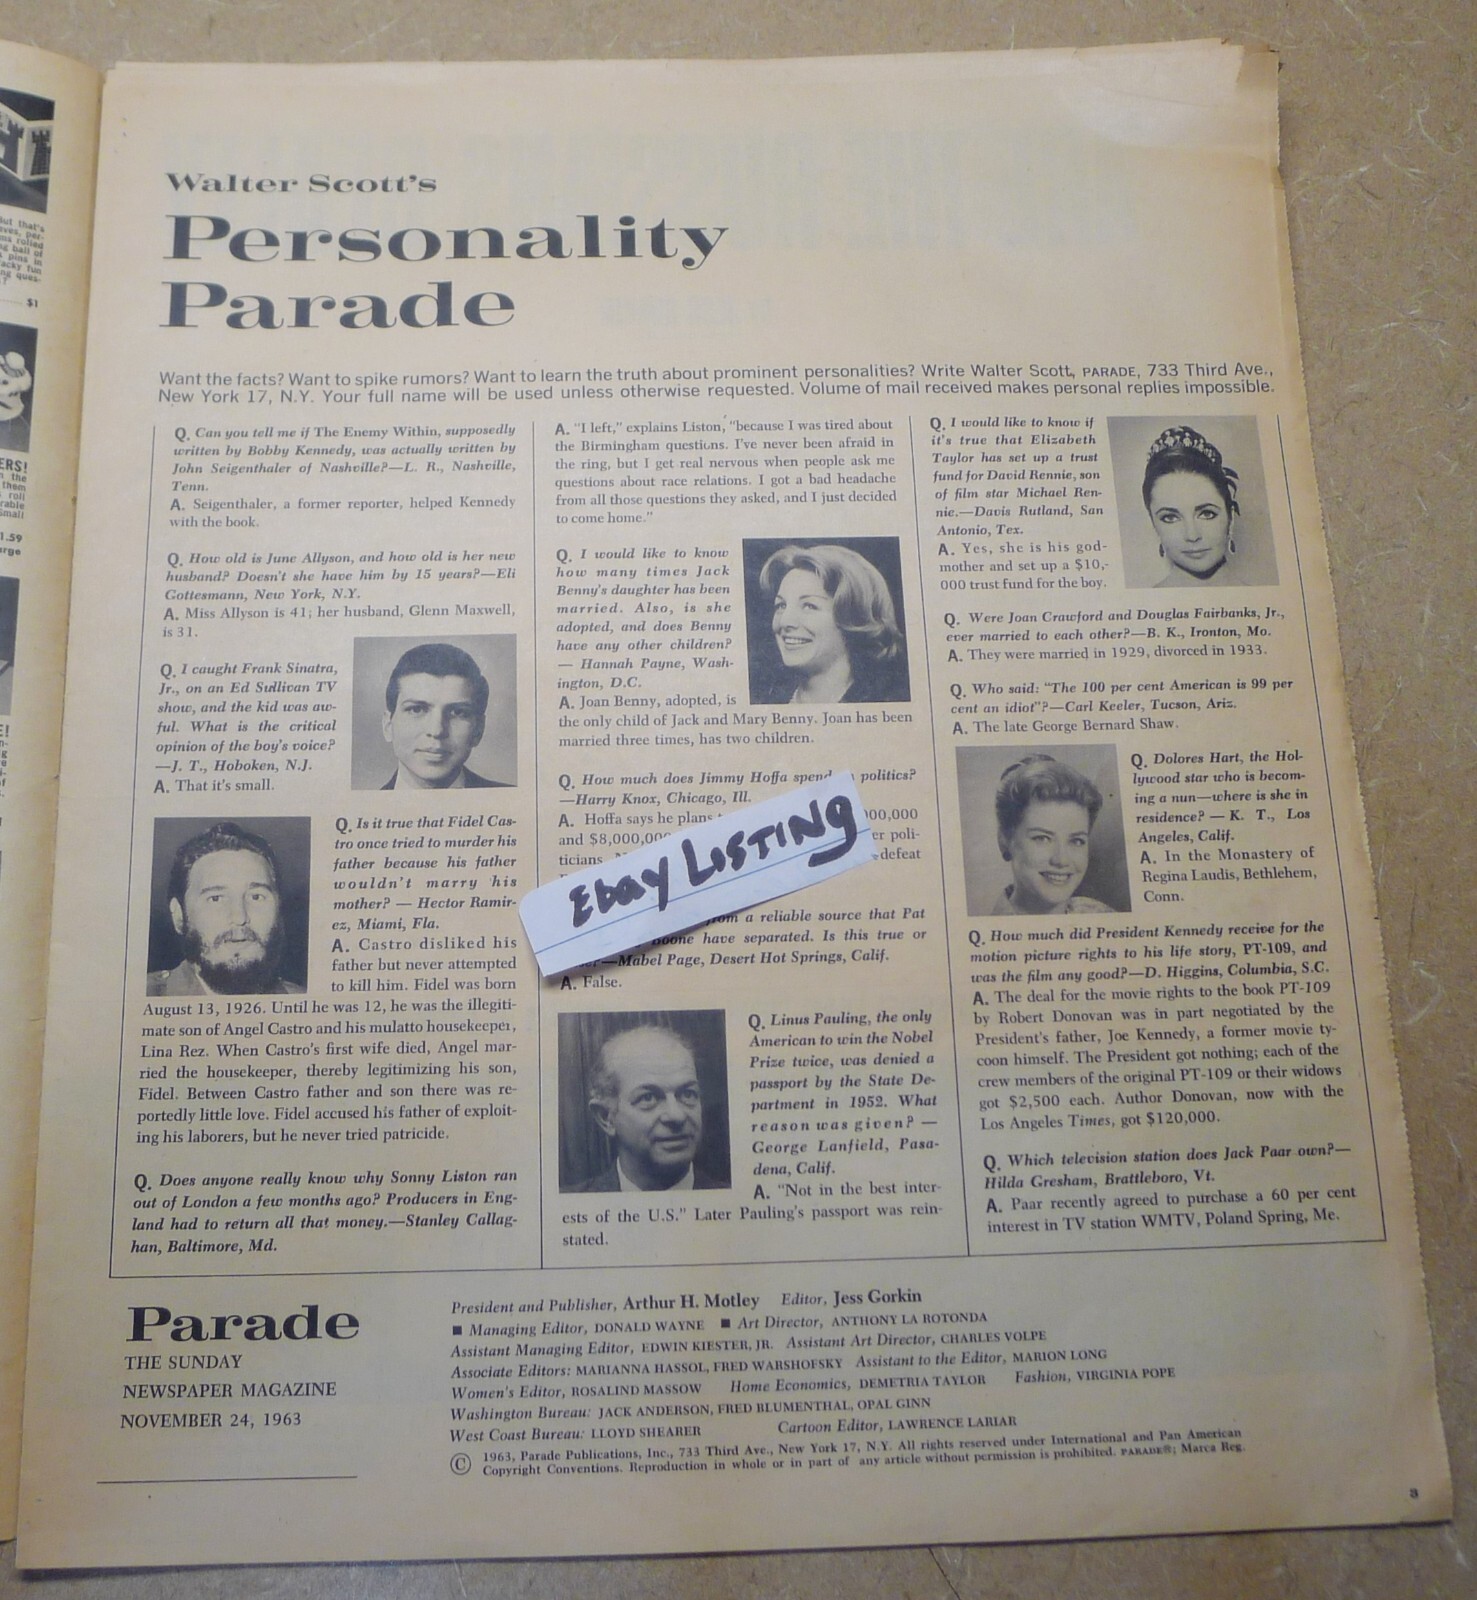 but that's
aves, per-
ms rolled
ng ball of
pins in
acky fun
ng ques-
$1
ERS!
n the
them
roll
rable
small
1.59
arge
Walter Scott's
Personality
Parade
Want the facts? Want to spike rumors? Want to learn the truth about prominent personalities? Write Walter Scott, PARADE, 733 Third Ave.,
New York 17, N.Y. Your full name will be used unless otherwise requested. Volume of mail received makes personal replies impossible.
Q. Can you tell me if The Enemy Within, supposedly
written by Bobby Kennedy, was actually written by
John Seigenthaler of Nashville?—L. R., Nashville,
Tenn.
A. Seigenthaler, a former reporter, helped Kennedy
with the book.
Q. How old is June Allyson, and how old is her new
husband? Doesn't she have him by 15 years?—Eli
Gottesmann, New York, N.Y.
A. Miss Allyson is 41; her husband, Glenn Maxwell,
is 31.
Q. I caught Frank Sinatra,
Jr., on an Ed Sullivan TV
show, and the kid was aw-
ful. What is the critical
opinion of the boy's voice?
—J. T., Hoboken, N.J.
A. That it's small.
Q. Is it true that Fidel Cas-
tro once tried to murder his
father because his father
wouldn't marry his
mother? — Hector Ramir-
ez, Miami, Fla.
A. Castro disliked his
father but never attempted
to kill him. Fidel was born
August 13, 1926. Until he was 12, he was the illegiti-
mate son of Angel Castro and his mulatto housekeeper,
Lina Rez. When Castro's first wife died, Angel mar-
ried the housekeeper, thereby legitimizing his son,
Fidel. Between Castro father and son there was re-
portedly little love. Fidel accused his father of exploit-
ing his laborers, but he never tried patricide.
Q. Does anyone really know why Sonny Liston ran
out of London a few months ago? Producers in Eng-
land had to return all that money.—Stanley Callag-
han, Baltimore, Md.
A. "I left," explains Liston, "because I was tired about
the Birmingham questions. I've never been afraid in
the ring, but I get real nervous when people ask me
questions about race relations. I got a bad headache
from all those questions they asked, and I just decided
to come home."
Q. I would like to know
how many times Jack
Benny's daughter has been
married. Also, is she
adopted, and does Benny
have any other children?
— Hannah Payne, Wash-
ington, D.C.
A. Joan Benny, adopted, is
the only child of Jack and Mary Benny. Joan has been
married three times, has two children.
Q. How much does Jimmy Hoffa spend politics?
—Harry Knox, Chicago, Ill.
A. Hoffa says he plans 000,000
and $8,000,000 er poli-
ticians. defeat
Ebay LISTING
from a reliable source that Pat
Boone have separated. Is this true or
—Mabel Page, Desert Hot Springs, Calif.
A. False.
Q. Linus Pauling, the only
American to win the Nobel
Prize twice, was denied a
passport by the State De-
partment in 1952. What
reason was given? —
George Lanfield, Pasa-
dena, Calif.
A. "Not in the best inter-
ests of the U.S." Later Pauling's passport was rein-
stated.
Q. I would like to know if
it's true that Elizabeth
Taylor has set up a trust
fund for David Rennie, son
of film star Michael Ren-
nie.—Davis Rutland, San
Antonio, Tex.
A. Yes, she is his god-
mother and set up a $10,-
000 trust fund for the boy.
Q. Were Joan Crawford and Douglas Fairbanks, Jr.,
ever married to each other?—B. K., Ironton, Mo.
A. They were married in 1929, divorced in 1933.
Q. Who said: "The 100 per cent American is 99 per
cent an idiot"?—Carl Keeler, Tucson, Ariz.
A. The late George Bernard Shaw.
Q. Dolores Hart, the Hol-
lywood star who is becom-
ing a nun—where is she in
residence? — K. T., Los
Angeles, Calif.
A. In the Monastery of
Regina Laudis, Bethlehem,
Conn.
Q. How much did President Kennedy receive for the
motion picture rights to his life story, PT-109, and
was the film any good?—D. Higgins, Columbia, S.C.
A. The deal for the movie rights to the book PT-109
by Robert Donovan was in part negotiated by the
President's father, Joe Kennedy, a former movie ty-
coon himself. The President got nothing; each of the
crew members of the original PT-109 or their widows
got $2,500 each. Author Donovan, now with the
Los Angeles Times, got $120,000.
Q. Which television station does Jack Paar own?—
Hilda Gresham, Brattleboro, Vt.
A. Paar recently agreed to purchase a 60 per cent
interest in TV station WMTV, Poland Spring, Me.
Parade
THE SUNDAY
NEWSPAPER MAGAZINE
NOVEMBER 24, 1963
President and Publisher, Arthur H. Motley Editor, Jess Gorkin
■ Managing Editor, DONALD WAYNE ■ Art Director, ANTHONY LA ROTONDA
Assistant Managing Editor, EDWIN KIESTER, JR. Assistant Art Director, CHARLES VOLPE
Associate Editors: MARIANNA HASSOL, FRED WARSHOFSKY Assistant to the Editor, MARION LONG
Women's Editor, ROSALIND MASSOW Home Economics, DEMETRIA TAYLOR Fashion, VIRGINIA POPE
Washington Bureau: JACK ANDERSON, FRED BLUMENTHAL, OPAL GINN
West Coast Bureau: LLOYD SHEARER Cartoon Editor, LAWRENCE LARIAR
© 1963, Parade Publications, Inc., 733 Third Ave., New York 17, N.Y. All rights reserved under International and Pan American
Copyright Conventions. Reproduction in whole or in part of any article without permission is prohibited. PARADE®; Marca Reg.
3